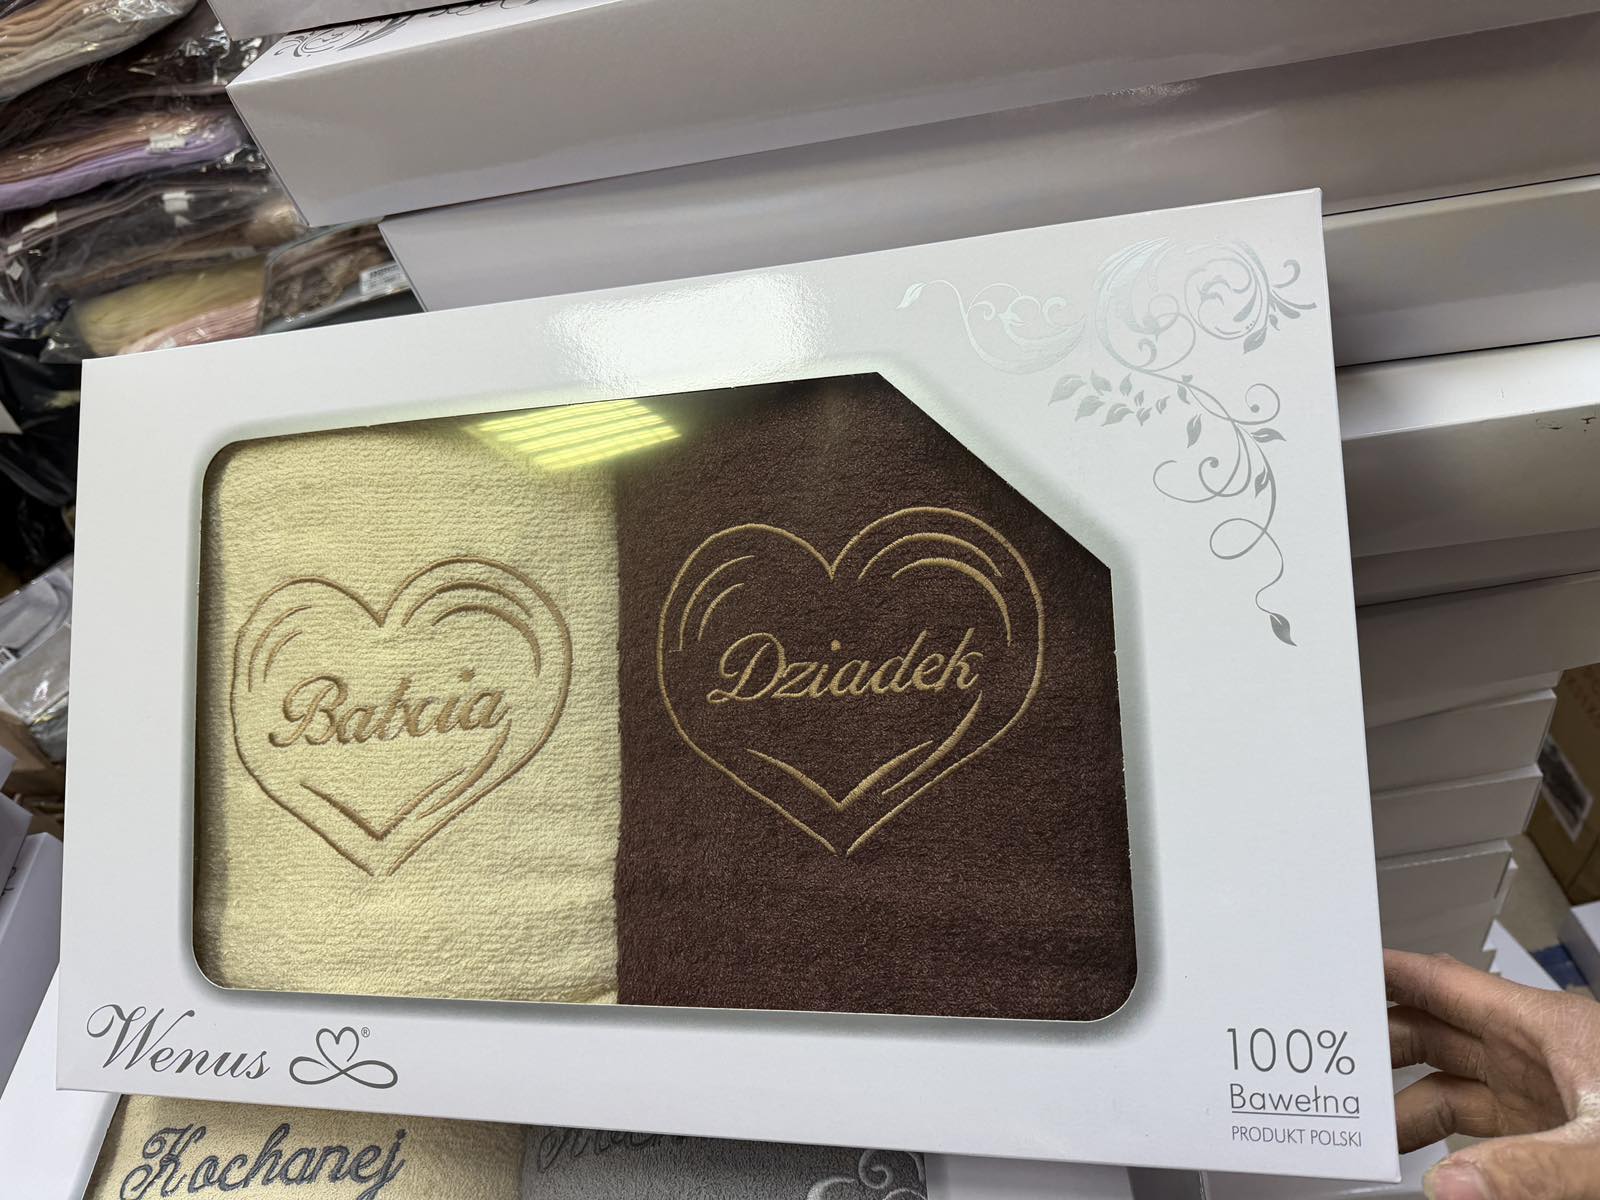 Babcia
Dziadek
Wenus ®
100%
Bawełna
PRODUKT POLSKI
Kochanej